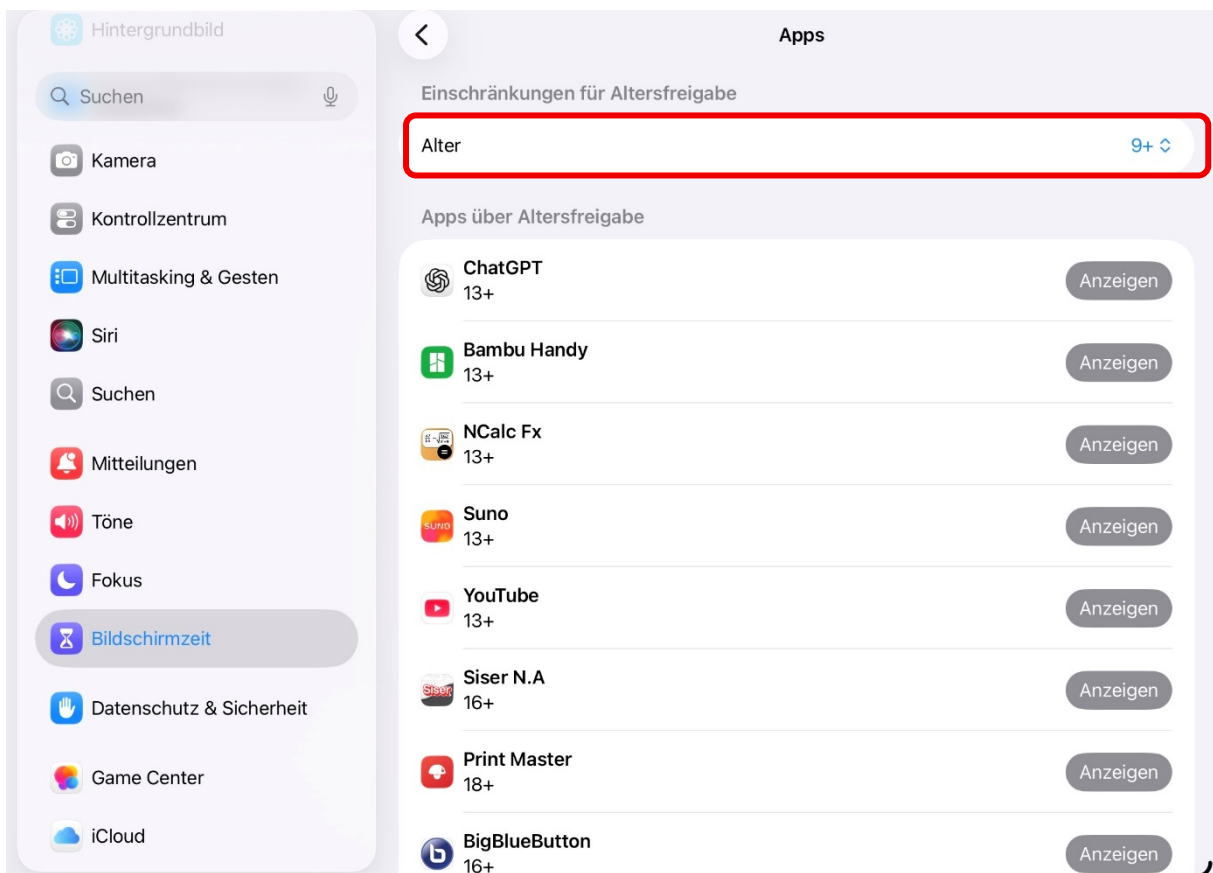 Hintergrundbild
Suchen
Kamera
Kontrollzentrum
Multitasking & Gesten
Siri
Suchen
Mitteilungen
Töne
Fokus
Bildschirmzeit
Datenschutz & Sicherheit
Game Center
iCloud
Apps
Einschränkungen für Altersfreigabe
Alter 9+
Apps über Altersfreigabe
ChatGPT
13+
Anzeigen
Bambu Handy
13+
Anzeigen
NCalc Fx
13+
Anzeigen
SUNO
Suno
13+
Anzeigen
YouTube
13+
Anzeigen
Siser
Siser N.A
16+
Anzeigen
Print Master
18+
Anzeigen
BigBlueButton
16+
Anzeigen